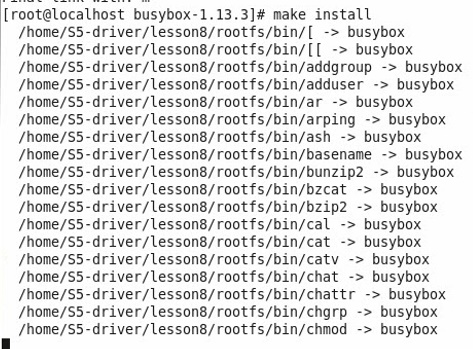 Final link with: m
[root@localhost busybox-1.13.3]# make install
/home/S5-driver/lesson8/rootfs/bin/[ -> busybox
/home/S5-driver/lesson8/rootfs/bin/[[ -> busybox
/home/S5-driver/lesson8/rootfs/bin/addgroup -> busybox
/home/S5-driver/lesson8/rootfs/bin/adduser -> busybox
/home/S5-driver/lesson8/rootfs/bin/ar -> busybox
/home/S5-driver/lesson8/rootfs/bin/arping -> busybox
/home/S5-driver/lesson8/rootfs/bin/ash -> busybox
/home/S5-driver/lesson8/rootfs/bin/basename -> busybox
/home/S5-driver/lesson8/rootfs/bin/bunzip2 -> busybox
/home/S5-driver/lesson8/rootfs/bin/bzcat -> busybox
/home/S5-driver/lesson8/rootfs/bin/bzip2 -> busybox
/home/S5-driver/lesson8/rootfs/bin/cal -> busybox
/home/S5-driver/lesson8/rootfs/bin/cat -> busybox
/home/S5-driver/lesson8/rootfs/bin/catv -> busybox
/home/S5-driver/lesson8/rootfs/bin/chat -> busybox
/home/S5-driver/lesson8/rootfs/bin/chattr -> busybox
/home/S5-driver/lesson8/rootfs/bin/chgrp -> busybox
/home/S5-driver/lesson8/rootfs/bin/chmod -> busybox